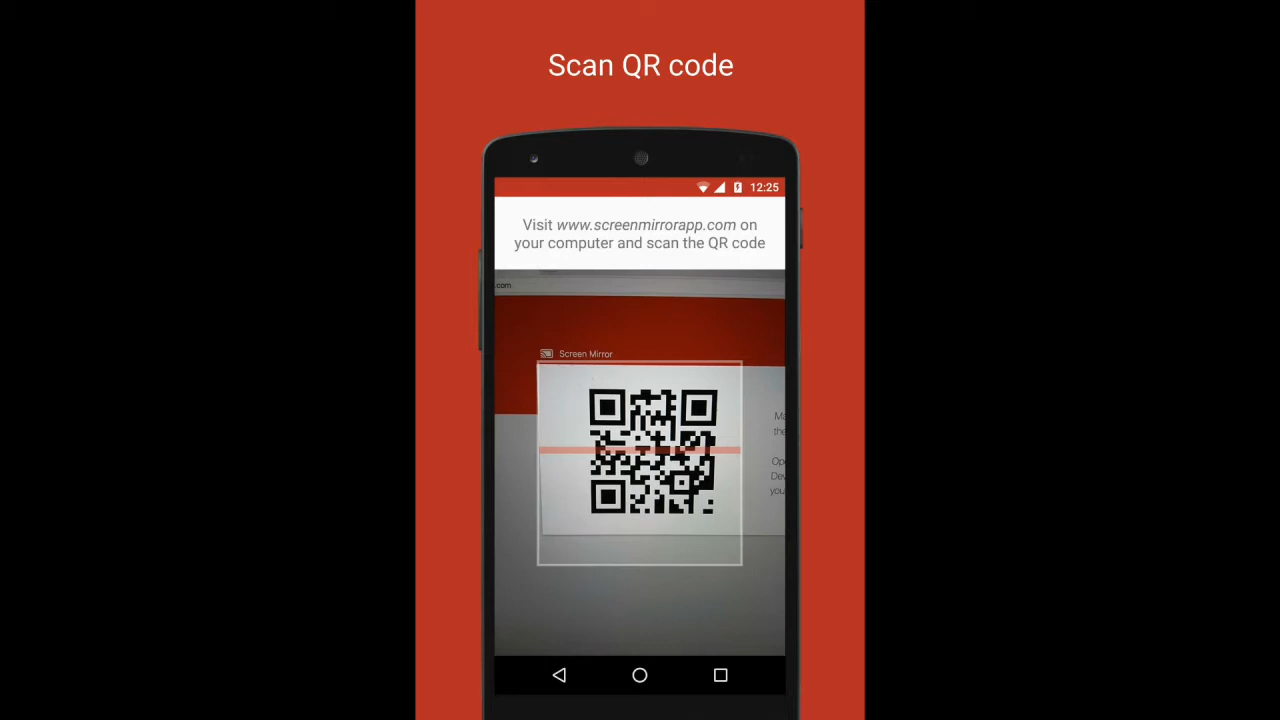 Scan QR code
12:25
Visit www.screenmirrorapp.com on
your computer and scan the QR code
.com
Screen Mirror